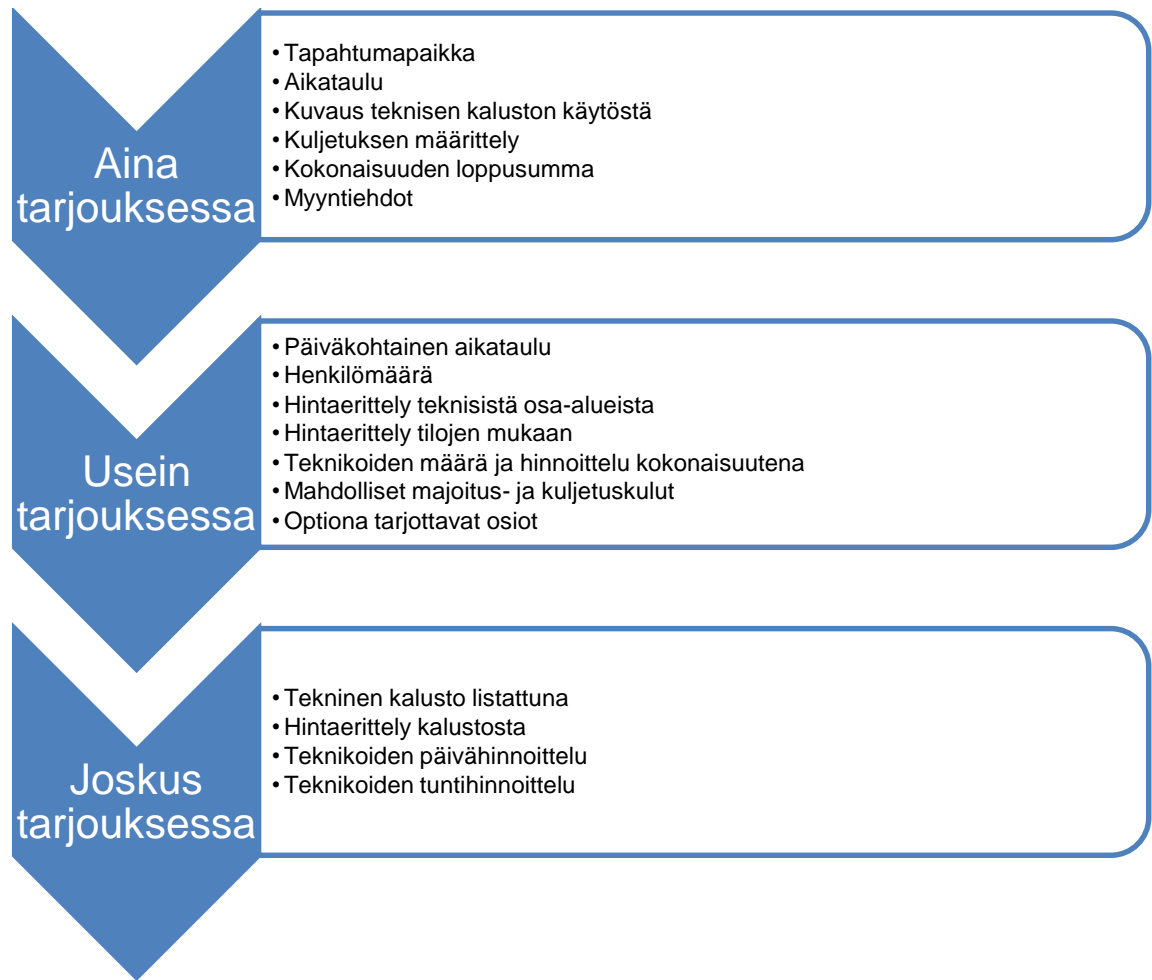 Aina
tarjouksessa
• Tapahtumapaikka
• Aikataulu
• Kuvaus teknisen kaluston käytöstä
• Kuljetuksen määrittely
• Kokonaisuuden loppusumma
• Myyntiehdot
Usein
tarjouksessa
• Päiväkohtainen aikataulu
• Henkilömäärä
• Hintaerittely teknisistä osa-alueista
• Hintaerittely tilojen mukaan
• Teknikoiden määrä ja hinnoittelu kokonaisuutena
• Mahdolliset majoitus- ja kuljetuskulut
• Optiona tarjottavat osiot
Joskus
tarjouksessa
• Tekninen kalusto listattuna
• Hintaerittely kalustosta
• Teknikoiden päivähinnoittelu
• Teknikoiden tuntihinnoittelu